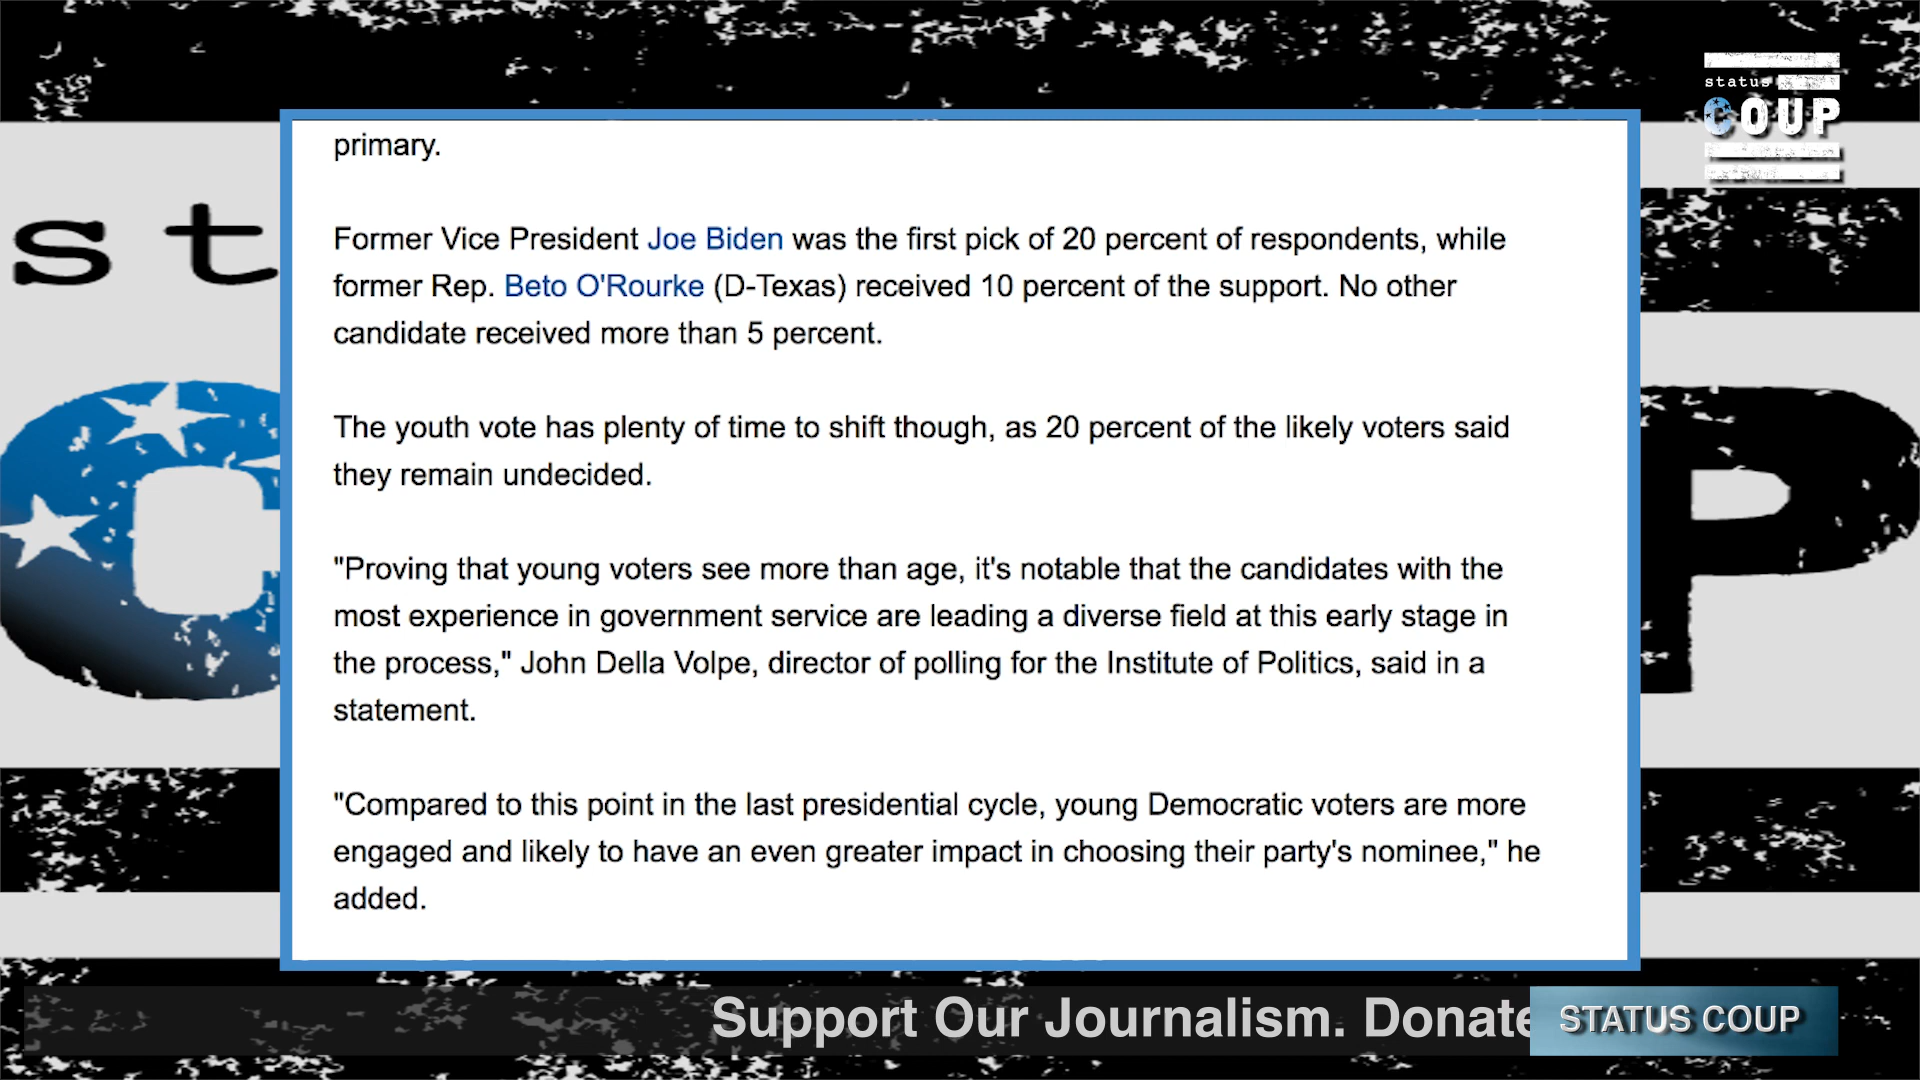 status
COUP
primary.
Former Vice President Joe Biden was the first pick of 20 percent of respondents, while
former Rep. Beto O'Rourke (D-Texas) received 10 percent of the support. No other
candidate received more than 5 percent.
The youth vote has plenty of time to shift though, as 20 percent of the likely voters said
they remain undecided.
"Proving that young voters see more than age, it's notable that the candidates with the
most experience in government service are leading a diverse field at this early stage in
the process," John Della Volpe, director of polling for the Institute of Politics, said in a
statement.
"Compared to this point in the last presidential cycle, young Democratic voters are more
engaged and likely to have an even greater impact in choosing their party's nominee," he
added.
st
C P
Support Our Journalism. Donate
STATUS COUP